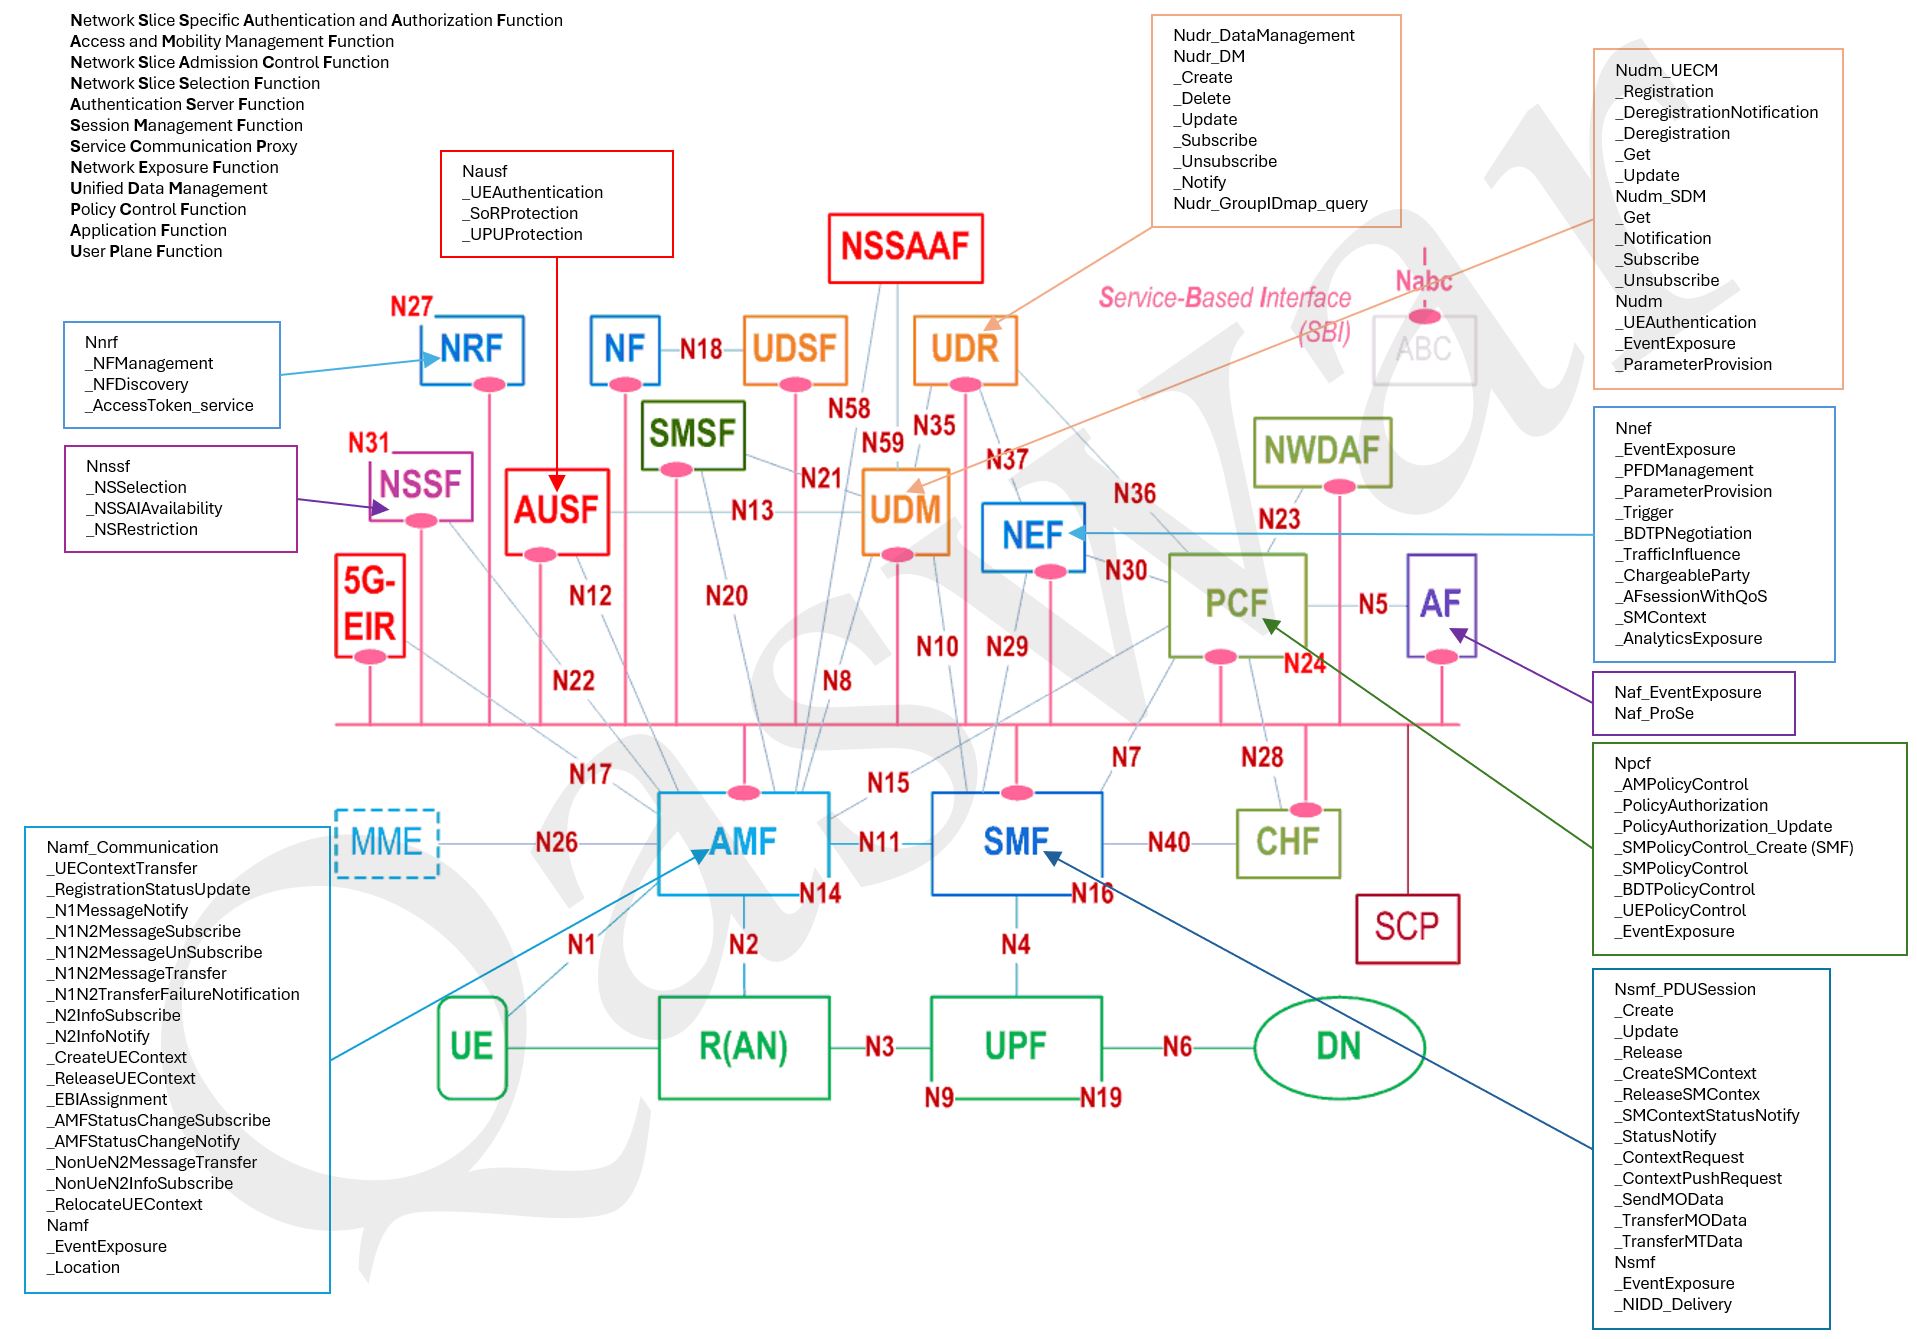 Network Slice Specific Authentication and Authorization Function
Access and Mobility Management Function
Network Slice Admission Control Function
Network Slice Selection Function
Authentication Server Function
Session Management Function
Service Communication Proxy
Network Exposure Function
Unified Data Management
Policy Control Function
Application Function
User Plane Function
Nausf
_UEAuthentication
_SoRProtection
_UPUProtection
Nudr_DataManagement
Nudr_DM
_Create
_Delete
_Update
_Subscribe
_Unsubscribe
_Notify
Nudr_GroupIDmap_query
Nudm_UECM
_Registration
_DeregistrationNotification
_Deregistration
_Get
_Update
Nudm_SDM
_Get
_Notification
_Subscribe
_Unsubscribe
Nudm
_UEAuthentication
_EventExposure
_ParameterProvision
Nnrf
_NFManagement
_NFDiscovery
_AccessToken_service
Nnssf
_NSSelection
_NSSAIAvailability
_NSRestriction
Nnef
_EventExposure
_PFDManagement
_ParameterProvision
_Trigger
_BDTPNegotiation
_TrafficInfluence
_ChargeableParty
_AFsessionWithQoS
_SMContext
_AnalyticsExposure
Naf_EventExposure
Naf_ProSe
Npcf
_AMPolicyControl
_PolicyAuthorization
_PolicyAuthorization_Update
_SMPolicyControl_Create (SMF)
_SMPolicyControl
_BDTPolicyControl
_UEPolicyControl
_EventExposure
Namf_Communication
_UEContextTransfer
_RegistrationStatusUpdate
_N1MessageNotify
_N1N2MessageSubscribe
_N1N2MessageUnSubscribe
_N1N2MessageTransfer
_N1N2TransferFailureNotification
_N2InfoSubscribe
_N2InfoNotify
_CreateUEContext
_ReleaseUEContext
_EBIAssignment
_AMFStatusChangeSubscribe
_AMFStatusChangeNotify
_NonUeN2MessageTransfer
_NonUeN2InfoSubscribe
_RelocateUEContext
Namf
_EventExposure
_Location
Nsmf_PDUSession
_Create
_Update
_Release
_CreateSMContext
_ReleaseSMContex
_SMContextStatusNotify
_StatusNotify
_ContextRequest
_ContextPushRequest
_SendMOData
_TransferMOData
_TransferMTData
Nsmf
_EventExposure
_NIDD_Delivery
NSSAAF
Service-Based Interface
(SBI)
Nabc
ABC
N27
NRF
NF
N18
UDSF
UDR
N58
N59
N35
N37
N36
SMSF
NWDAF
N31
NSSF
AUSF
N13
N21
UDM
NEF
N23
N30
5G-
EIR
N12
N20
N10
N29
PCF
N5
AF
N22
N8
N24
N17
N15
N7
N28
MME
N26
AMF
N11
SMF
N40
CHF
N14
N16
SCP
N1
N2
N4
UE
R(AN)
N3
UPF
N6
DN
N9
N19
Qaswar